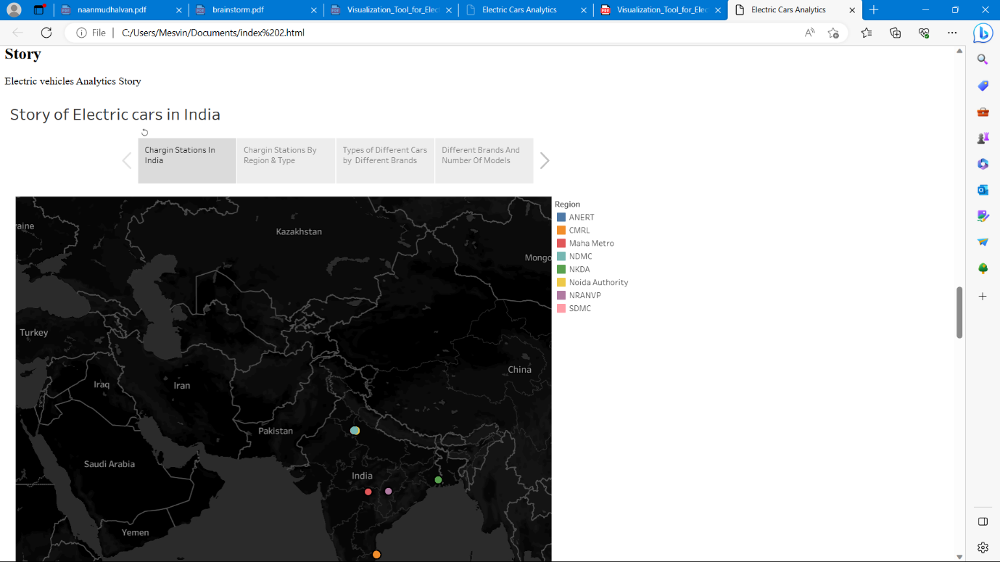 naanmudhalvan.pdf
brainstorm.pdf
Visualization_Tool_for_Elec
Electric Cars Analytics
Visualization_Tool_for_Elec
Electric Cars Analytics
File | C:/Users/Mesvin/Documents/index%202.html
Story
Electric vehicles Analytics Story
Story of Electric cars in India
Chargin Stations In
India
Chargin Stations By
Region & Type
Types of Different Cars
by Different Brands
Different Brands And
Number Of Models
Region
ANERT
CMRL
Maha Metro
NDMC
NKDA
Noida Authority
NRANVP
SDMC
raine
Kazakhstan
Mongo
Turkey
China
Iraq
Iran
Pakistan
Saudi Arabia
India
Yemen